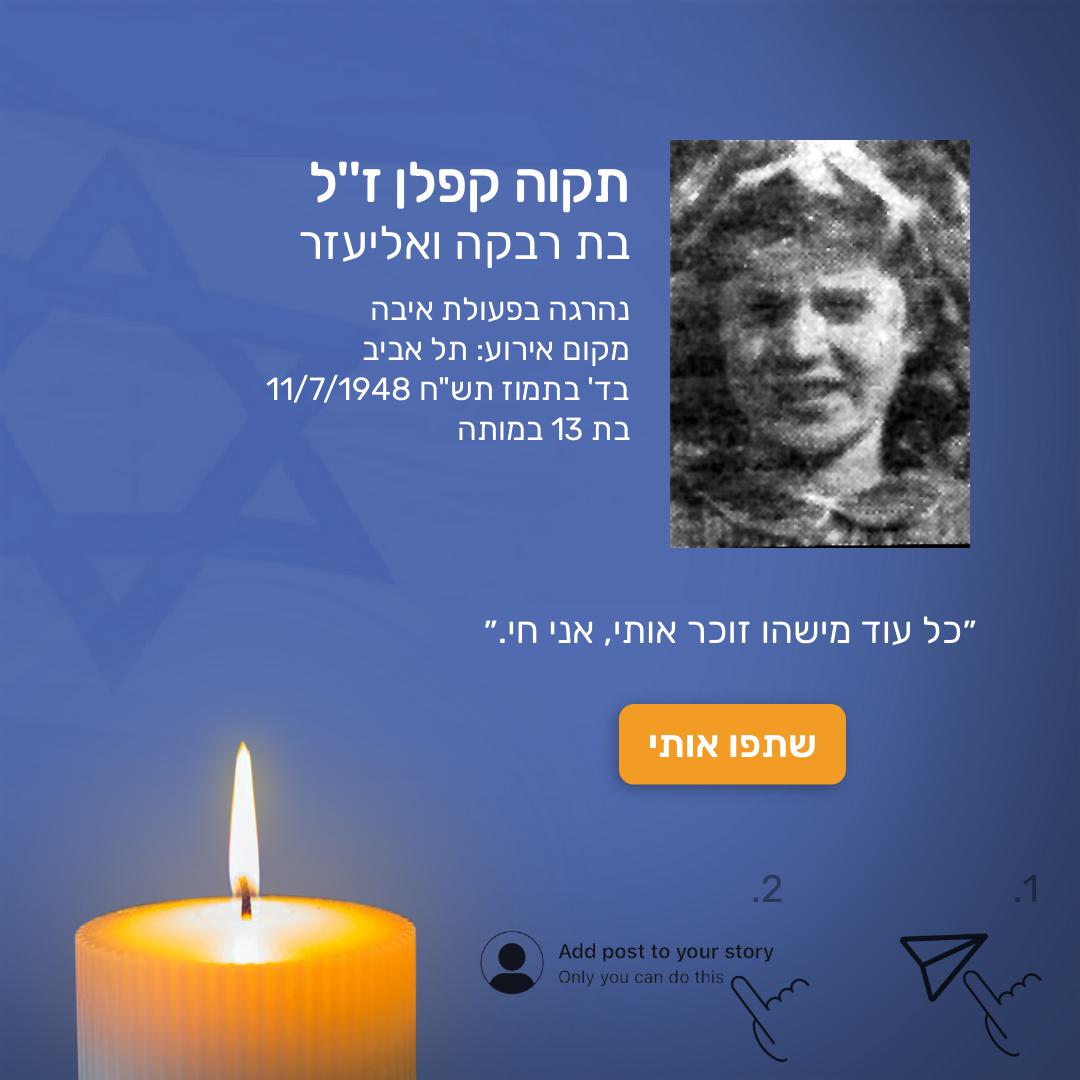 תקוה קפלן ז"ל
בת רבקה ואליעזר
נהרגה בפעולת איבה
מקום אירוע: תל אביב
בד' בתמוז תש"ח 11/7/1948
בת 13 במותה
״כל עוד מישהו זוכר אותי, אני חי.״
שתפו אותי
1.
2.
Add post to your story
Only you can do this